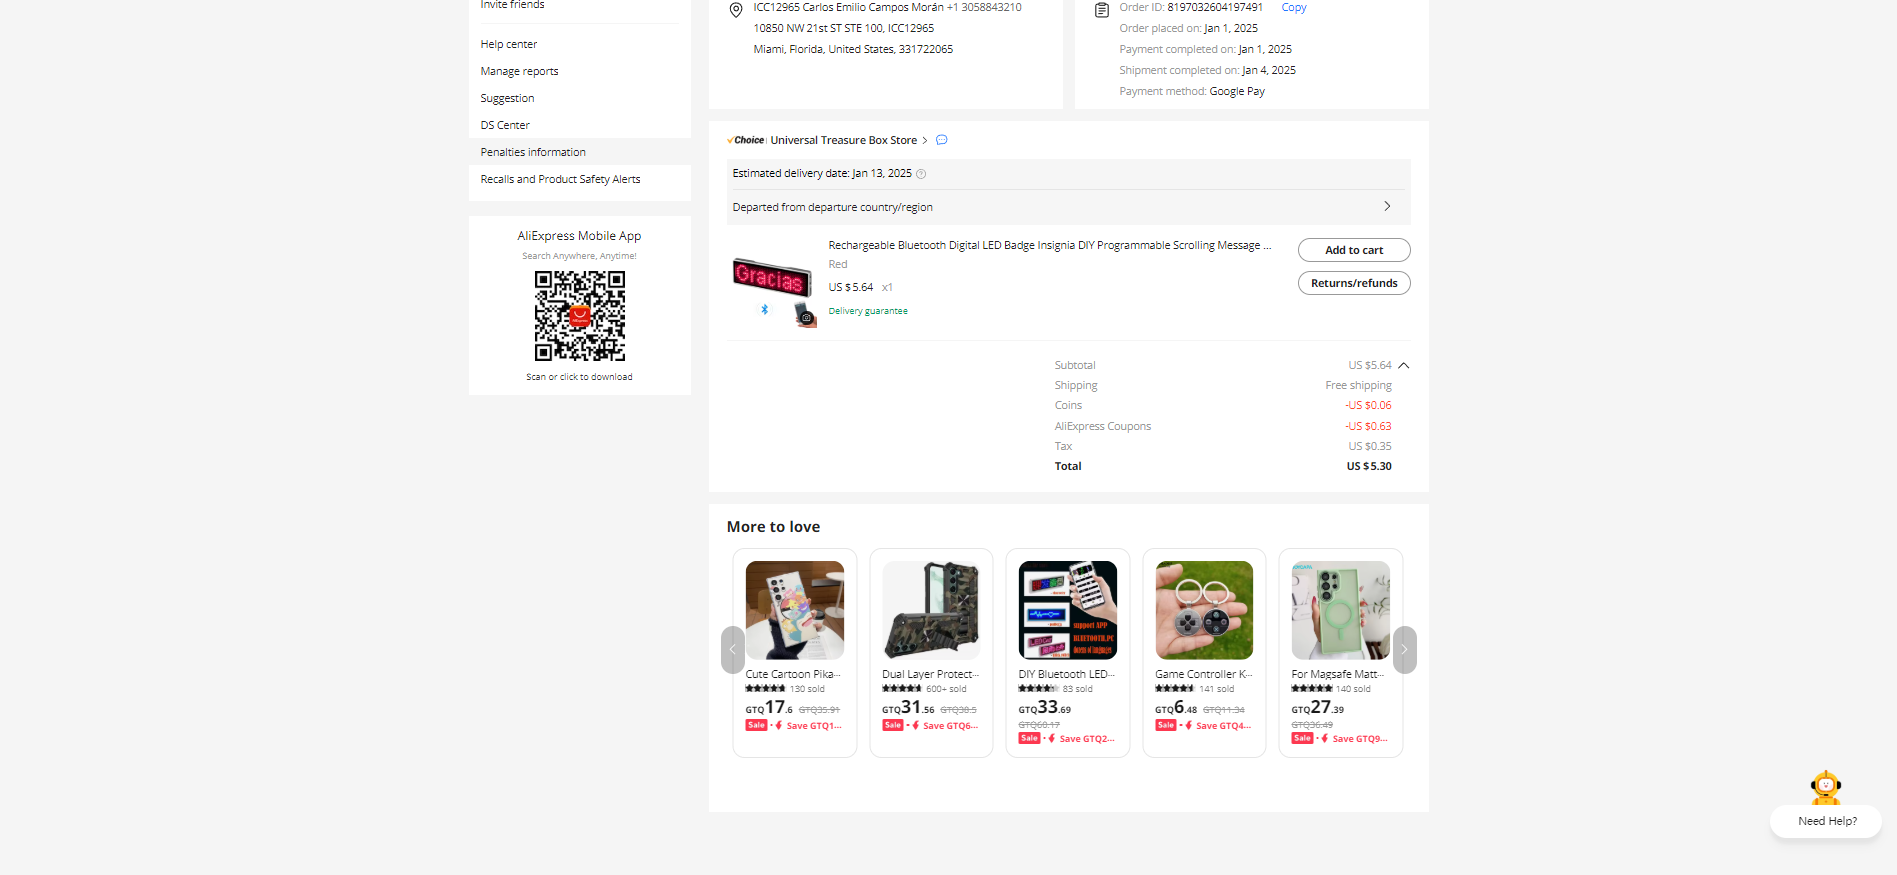 Invite friends
Help center
Manage reports
Suggestion
DS Center
Penalties information
Recalls and Product Safety Alerts
AliExpress Mobile App
Search Anywhere, Anytime!
Scan or click to download
ICC12965 Carlos Emilio Campos Morán +1 3058843210
10850 NW 21st ST STE 100, ICC12965
Miami, Florida, United States, 331722065
Order ID: 8197032604197491 Copy
Order placed on: Jan 1, 2025
Payment completed on: Jan 1, 2025
Shipment completed on: Jan 4, 2025
Payment method: Google Pay
Choice Universal Treasure Box Store
Estimated delivery date: Jan 13, 2025
Departed from departure country/region
Gracias
Rechargeable Bluetooth Digital LED Badge Insignia DIY Programmable Scrolling Message ...
Red
US $5.64 x1
Delivery guarantee
Add to cart
Returns/refunds
Subtotal US $5.64
Shipping Free shipping
Coins -US $0.06
AliExpress Coupons -US $0.63
Tax US $0.35
Total US $5.30
More to love
Cute Cartoon Pika...
130 sold
GTQ17.6 GTQ35.91
Sale Save GTQ1...
Dual Layer Protect...
600+ sold
GTQ31.56 GTQ38.5
Sale Save GTQ6...
support APP
BLUETOOTH,PC
DIY Bluetooth LED...
83 sold
GTQ33.69
GTQ60.17
Sale Save GTQ2...
Game Controller K...
141 sold
GTQ6.48 GTQ11.34
Sale Save GTQ4...
For Magsafe Matt...
140 sold
GTQ27.39
GTQ36.49
Sale Save GTQ9...
Need Help?